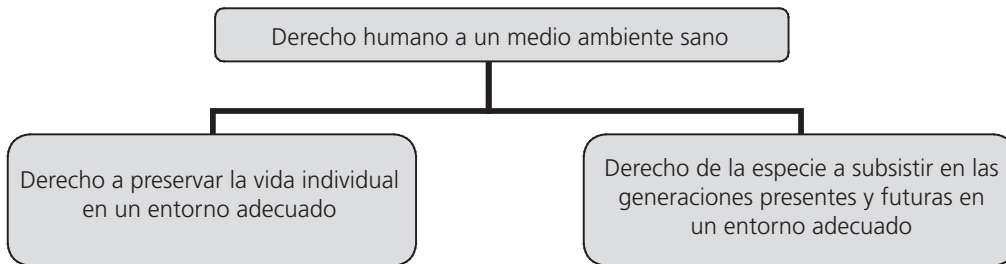 Derecho humano a un medio ambiente sano
Derecho a preservar la vida individual
en un entorno adecuado
Derecho de la especie a subsistir en las
generaciones presentes y futuras en
un entorno adecuado